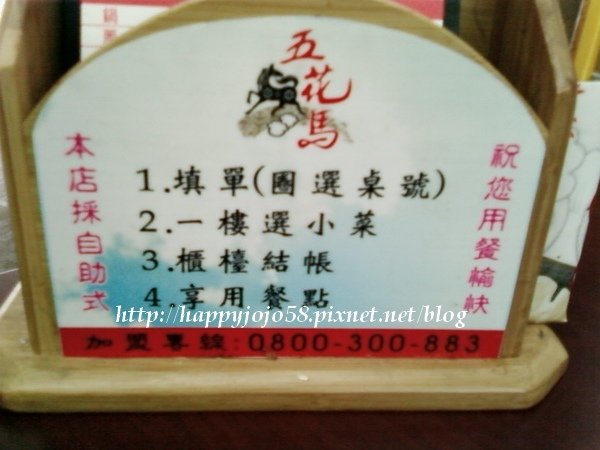 五花馬
本店採自助式
1.填單(圈選桌號)
2.一樓選小菜
3.櫃檯結帳
4.享用餐點
祝您用餐愉快
http://happyjojo58.pixnet.net/blog
加盟專線:0800-300-883